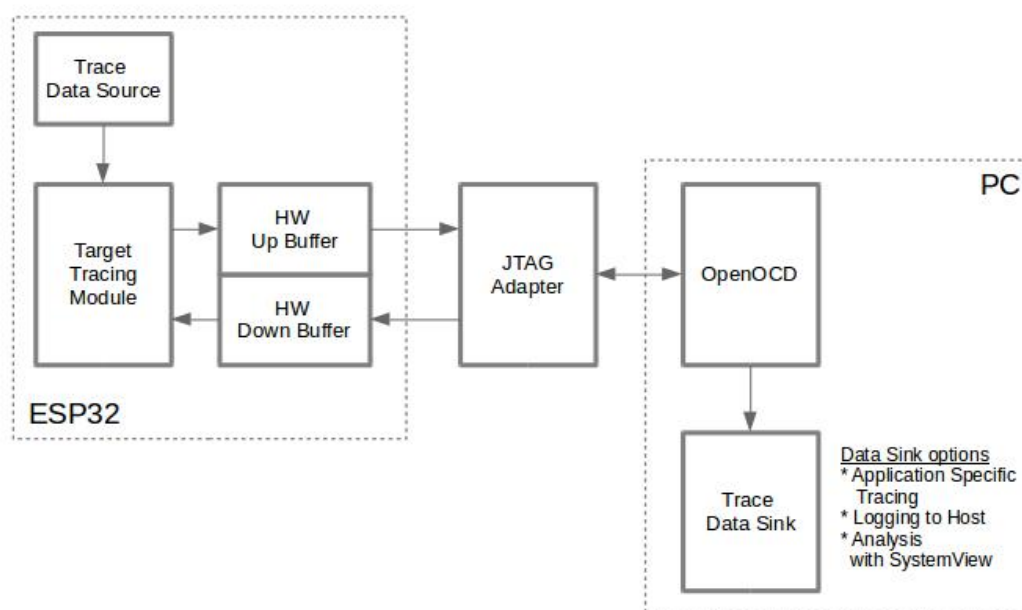 Trace
Data Source
Target
Tracing
Module
HW
Up Buffer
HW
Down Buffer
ESP32
JTAG
Adapter
PC
OpenOCD
Trace
Data Sink
Data Sink options
* Application Specific
Tracing
* Logging to Host
* Analysis
with SystemView